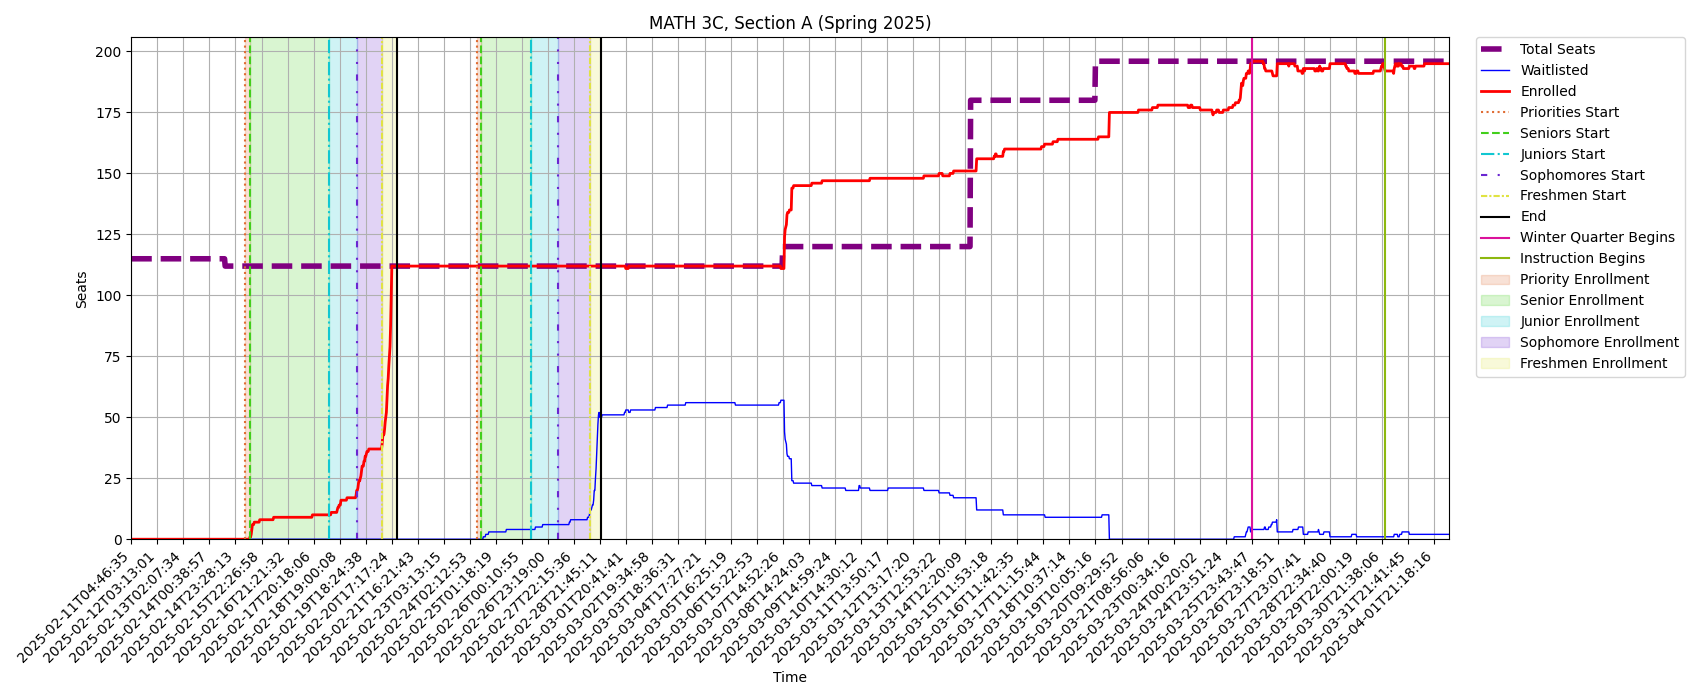 MATH 3C, Section A (Spring 2025)
Seats
200
175
150
125
100
75
50
25
0
2025-02-11T04:46:35
2025-02-12T03:13:01
2025-02-13T02:07:34
2025-02-14T00:38:57
2025-02-14T23:28:13
2025-02-15T22:26:58
2025-02-16T21:21:32
2025-02-17T20:18:06
2025-02-18T19:00:08
2025-02-19T18:24:38
2025-02-20T17:17:24
2025-02-21T16:21:43
2025-02-23T03:13:15
2025-02-24T02:12:53
2025-02-25T01:18:19
2025-02-26T00:10:55
2025-02-26T23:19:00
2025-02-27T22:15:36
2025-02-28T21:45:11
2025-03-01T20:41:41
2025-03-02T19:34:58
2025-03-03T18:36:31
2025-03-04T17:27:21
2025-03-05T16:25:19
2025-03-06T15:22:53
2025-03-07T14:52:26
2025-03-08T14:24:03
2025-03-09T14:59:24
2025-03-10T14:30:12
2025-03-11T13:50:17
2025-03-12T13:17:20
2025-03-13T12:53:22
2025-03-14T12:20:09
2025-03-15T11:53:18
2025-03-16T11:42:35
2025-03-17T11:15:44
2025-03-18T10:37:14
2025-03-19T10:05:16
2025-03-20T09:29:52
2025-03-21T08:56:06
2025-03-23T00:34:16
2025-03-24T00:20:02
2025-03-24T23:51:24
2025-03-25T23:43:47
2025-03-26T23:18:51
2025-03-27T23:07:41
2025-03-28T22:34:40
2025-03-29T22:00:19
2025-03-30T21:38:06
2025-03-31T21:41:45
2025-04-01T21:18:16
Time
Total Seats
Waitlisted
Enrolled
Priorities Start
Seniors Start
Juniors Start
Sophomores Start
Freshmen Start
End
Winter Quarter Begins
Instruction Begins
Priority Enrollment
Senior Enrollment
Junior Enrollment
Sophomore Enrollment
Freshmen Enrollment